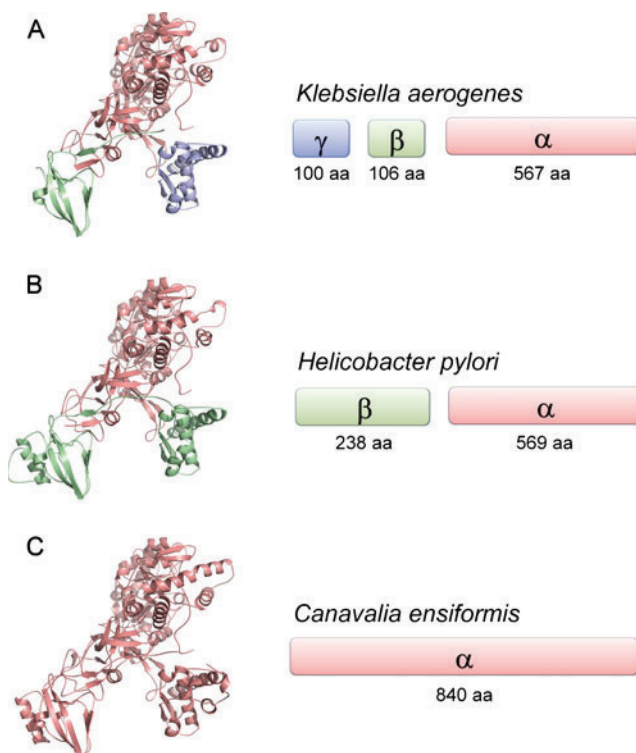 A
Klebsiella aerogenes
γ β α
100 aa 106 aa 567 aa
B
Helicobacter pylori
β α
238 aa 569 aa
C
Canavalia ensiformis
α
840 aa